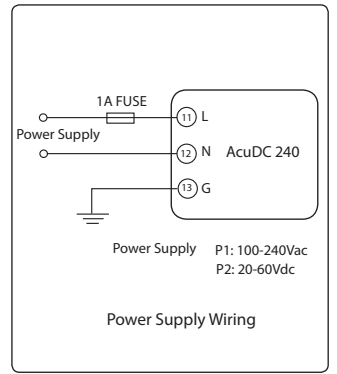 1A FUSE
11 L
Power Supply
12 N AcuDC 240
13 G
Power Supply P1: 100-240Vac
P2: 20-60Vdc
Power Supply Wiring